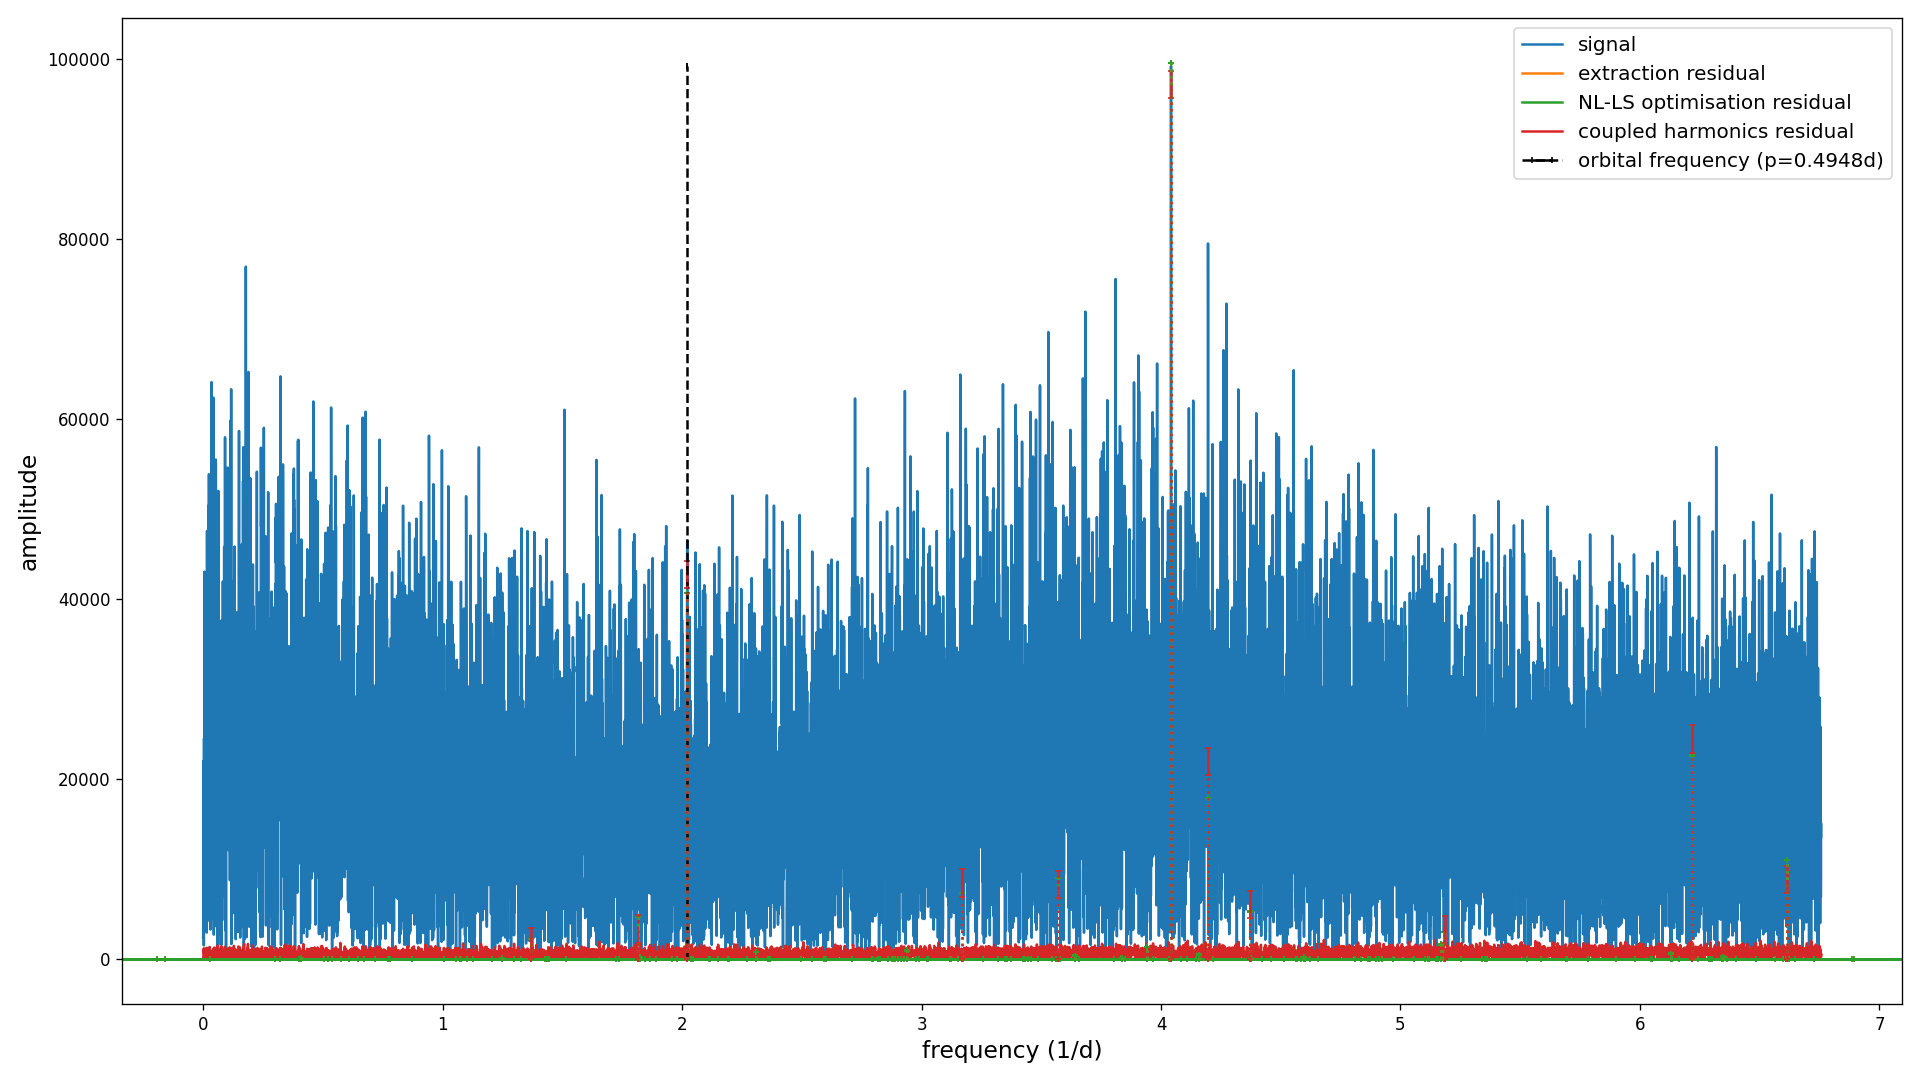 signal
extraction residual
NL-LS optimisation residual
coupled harmonics residual
orbital frequency (p=0.4948d)
100000
80000
60000
40000
20000
0
amplitude
0 1 2 3 4 5 6 7
frequency (1/d)